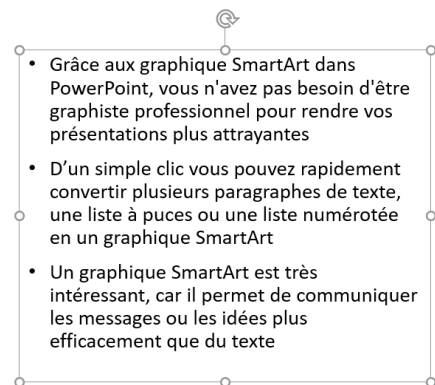 • Grâce aux graphique SmartArt dans
PowerPoint, vous n'avez pas besoin d'être
graphiste professionnel pour rendre vos
présentations plus attrayantes
• D’un simple clic vous pouvez rapidement
convertir plusieurs paragraphes de texte,
une liste à puces ou une liste numérotée
en un graphique SmartArt
• Un graphique SmartArt est très
intéressant, car il permet de communiquer
les messages ou les idées plus
efficacement que du texte